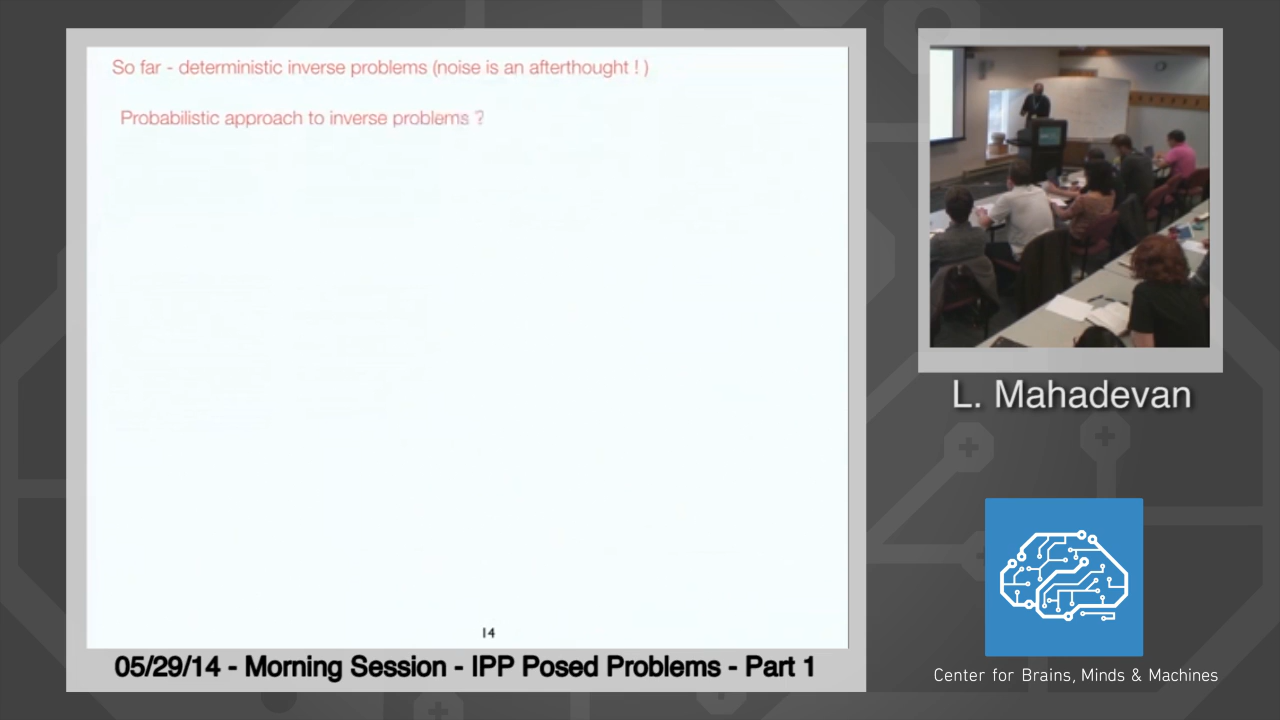 So far - deterministic inverse problems (noise is an afterthought ! )
Probabilistic approach to inverse problems ?
14
05/29/14 - Morning Session - IPP Posed Problems - Part 1
L. Mahadevan
Center for Brains, Minds & Machines